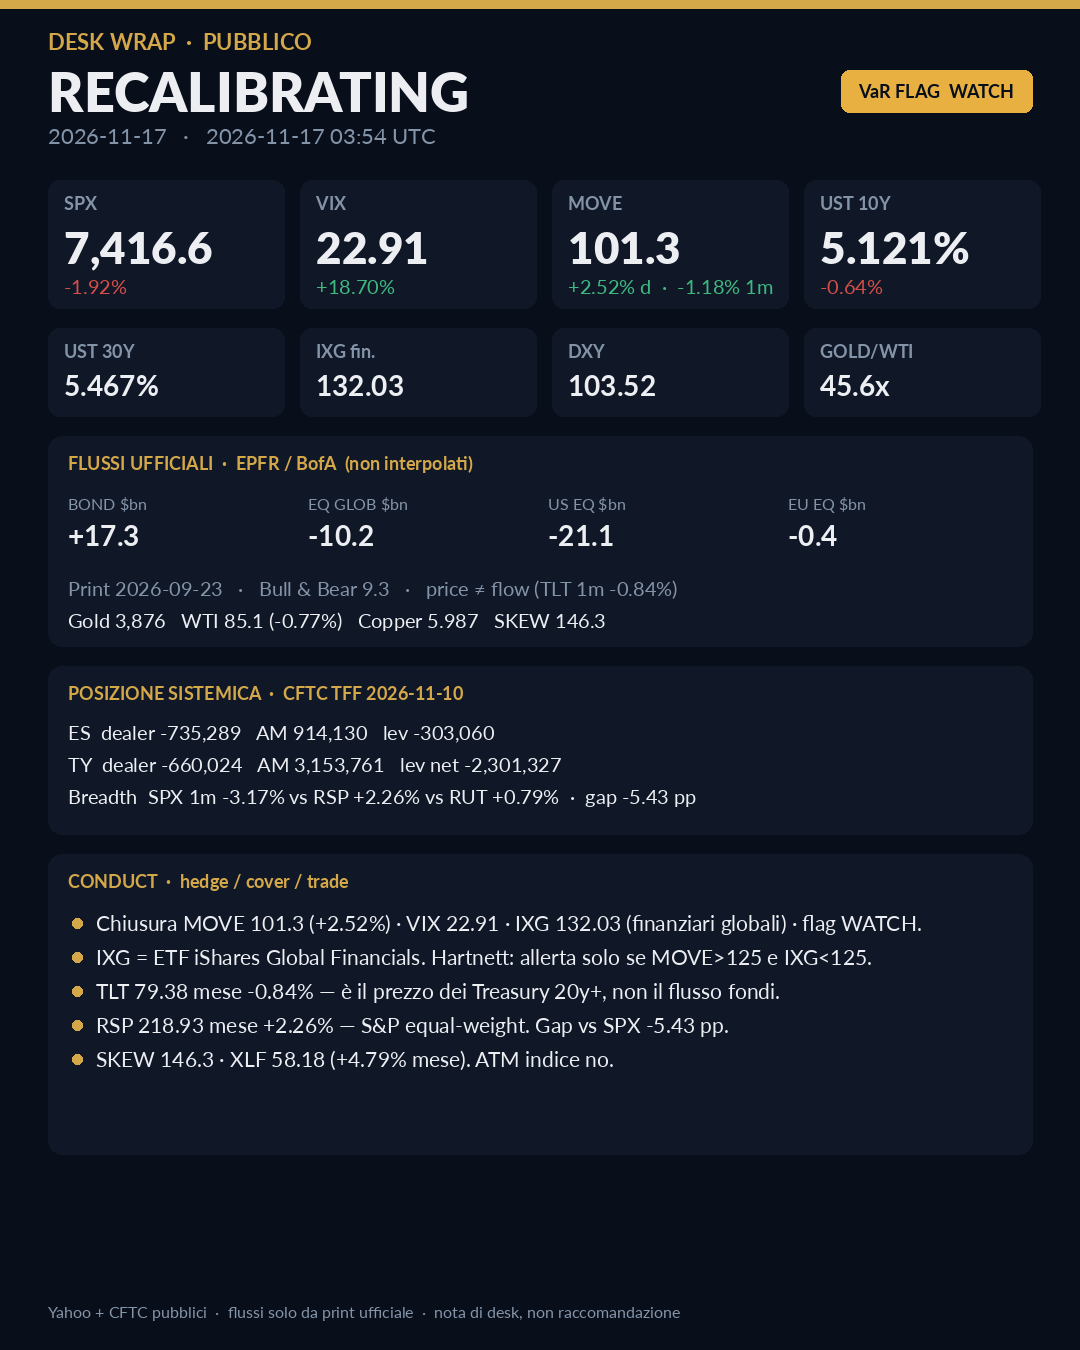 DESK WRAP · PUBBLICO
RECALIBRATING
VaR FLAG WATCH
2026-11-17 · 2026-11-17 03:54 UTC
SPX
7,416.6
-1.92%
VIX
22.91
+18.70%
MOVE
101.3
+2.52% d · -1.18% 1m
UST 10Y
5.121%
-0.64%
UST 30Y
5.467%
IXG fin.
132.03
DXY
103.52
GOLD/WTI
45.6x
FLUSSI UFFICIALI · EPFR / BofA (non interpolati)
BOND $bn
+17.3
EQ GLOB $bn
-10.2
US EQ $bn
-21.1
EU EQ $bn
-0.4
Print 2026-09-23 · Bull & Bear 9.3 · price ≠ flow (TLT 1m -0.84%)
Gold 3,876 WTI 85.1 (-0.77%) Copper 5.987 SKEW 146.3
POSIZIONE SISTEMICA · CFTC TFF 2026-11-10
ES dealer -735,289 AM 914,130 lev -303,060
TY dealer -660,024 AM 3,153,761 lev net -2,301,327
Breadth SPX 1m -3.17% vs RSP +2.26% vs RUT +0.79% · gap -5.43 pp
CONDUCT · hedge / cover / trade
Chiusura MOVE 101.3 (+2.52%) · VIX 22.91 · IXG 132.03 (finanziari globali) · flag WATCH.
IXG = ETF iShares Global Financials. Hartnett: allerta solo se MOVE>125 e IXG<125.
TLT 79.38 mese -0.84% — è il prezzo dei Treasury 20y+, non il flusso fondi.
RSP 218.93 mese +2.26% — S&P equal-weight. Gap vs SPX -5.43 pp.
SKEW 146.3 · XLF 58.18 (+4.79% mese). ATM indice no.
Yahoo + CFTC pubblici · flussi solo da print ufficiale · nota di desk, non raccomandazione